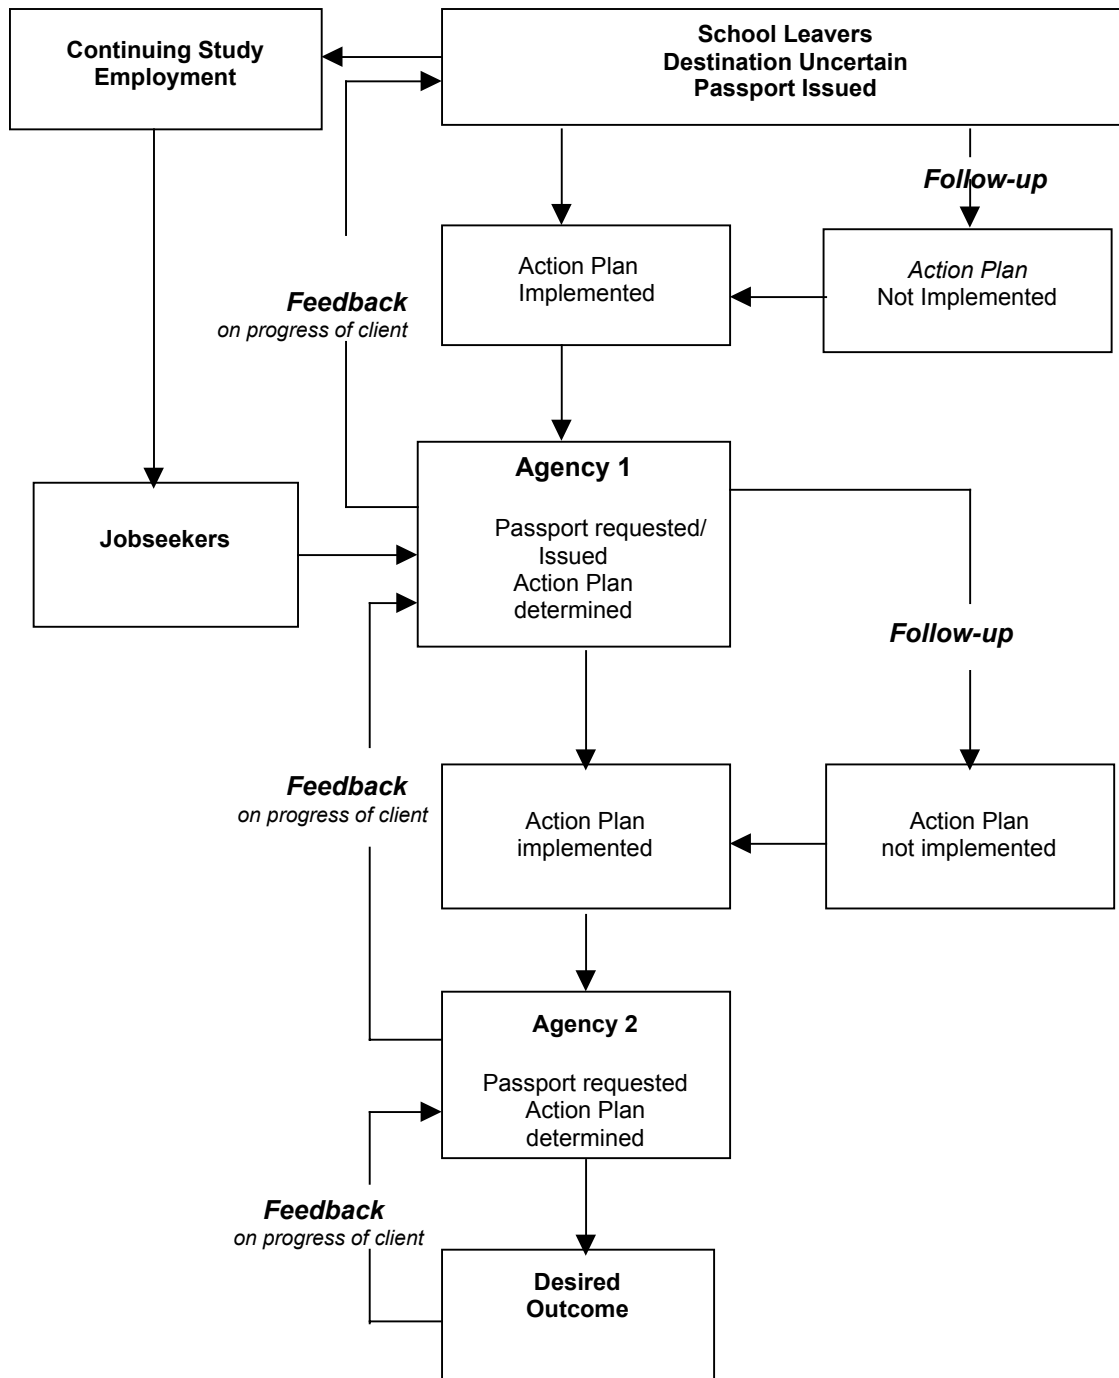 Continuing Study
Employment
School Leavers
Destination Uncertain
Passport Issued
Follow-up
Action Plan
Implemented
Action Plan
Not Implemented
Feedback
on progress of client
Agency 1
Passport requested/
Issued
Action Plan
determined
Jobseekers
Follow-up
Feedback
on progress of client
Action Plan
implemented
Action Plan
not implemented
Agency 2
Passport requested
Action Plan
determined
Feedback
on progress of client
Desired
Outcome